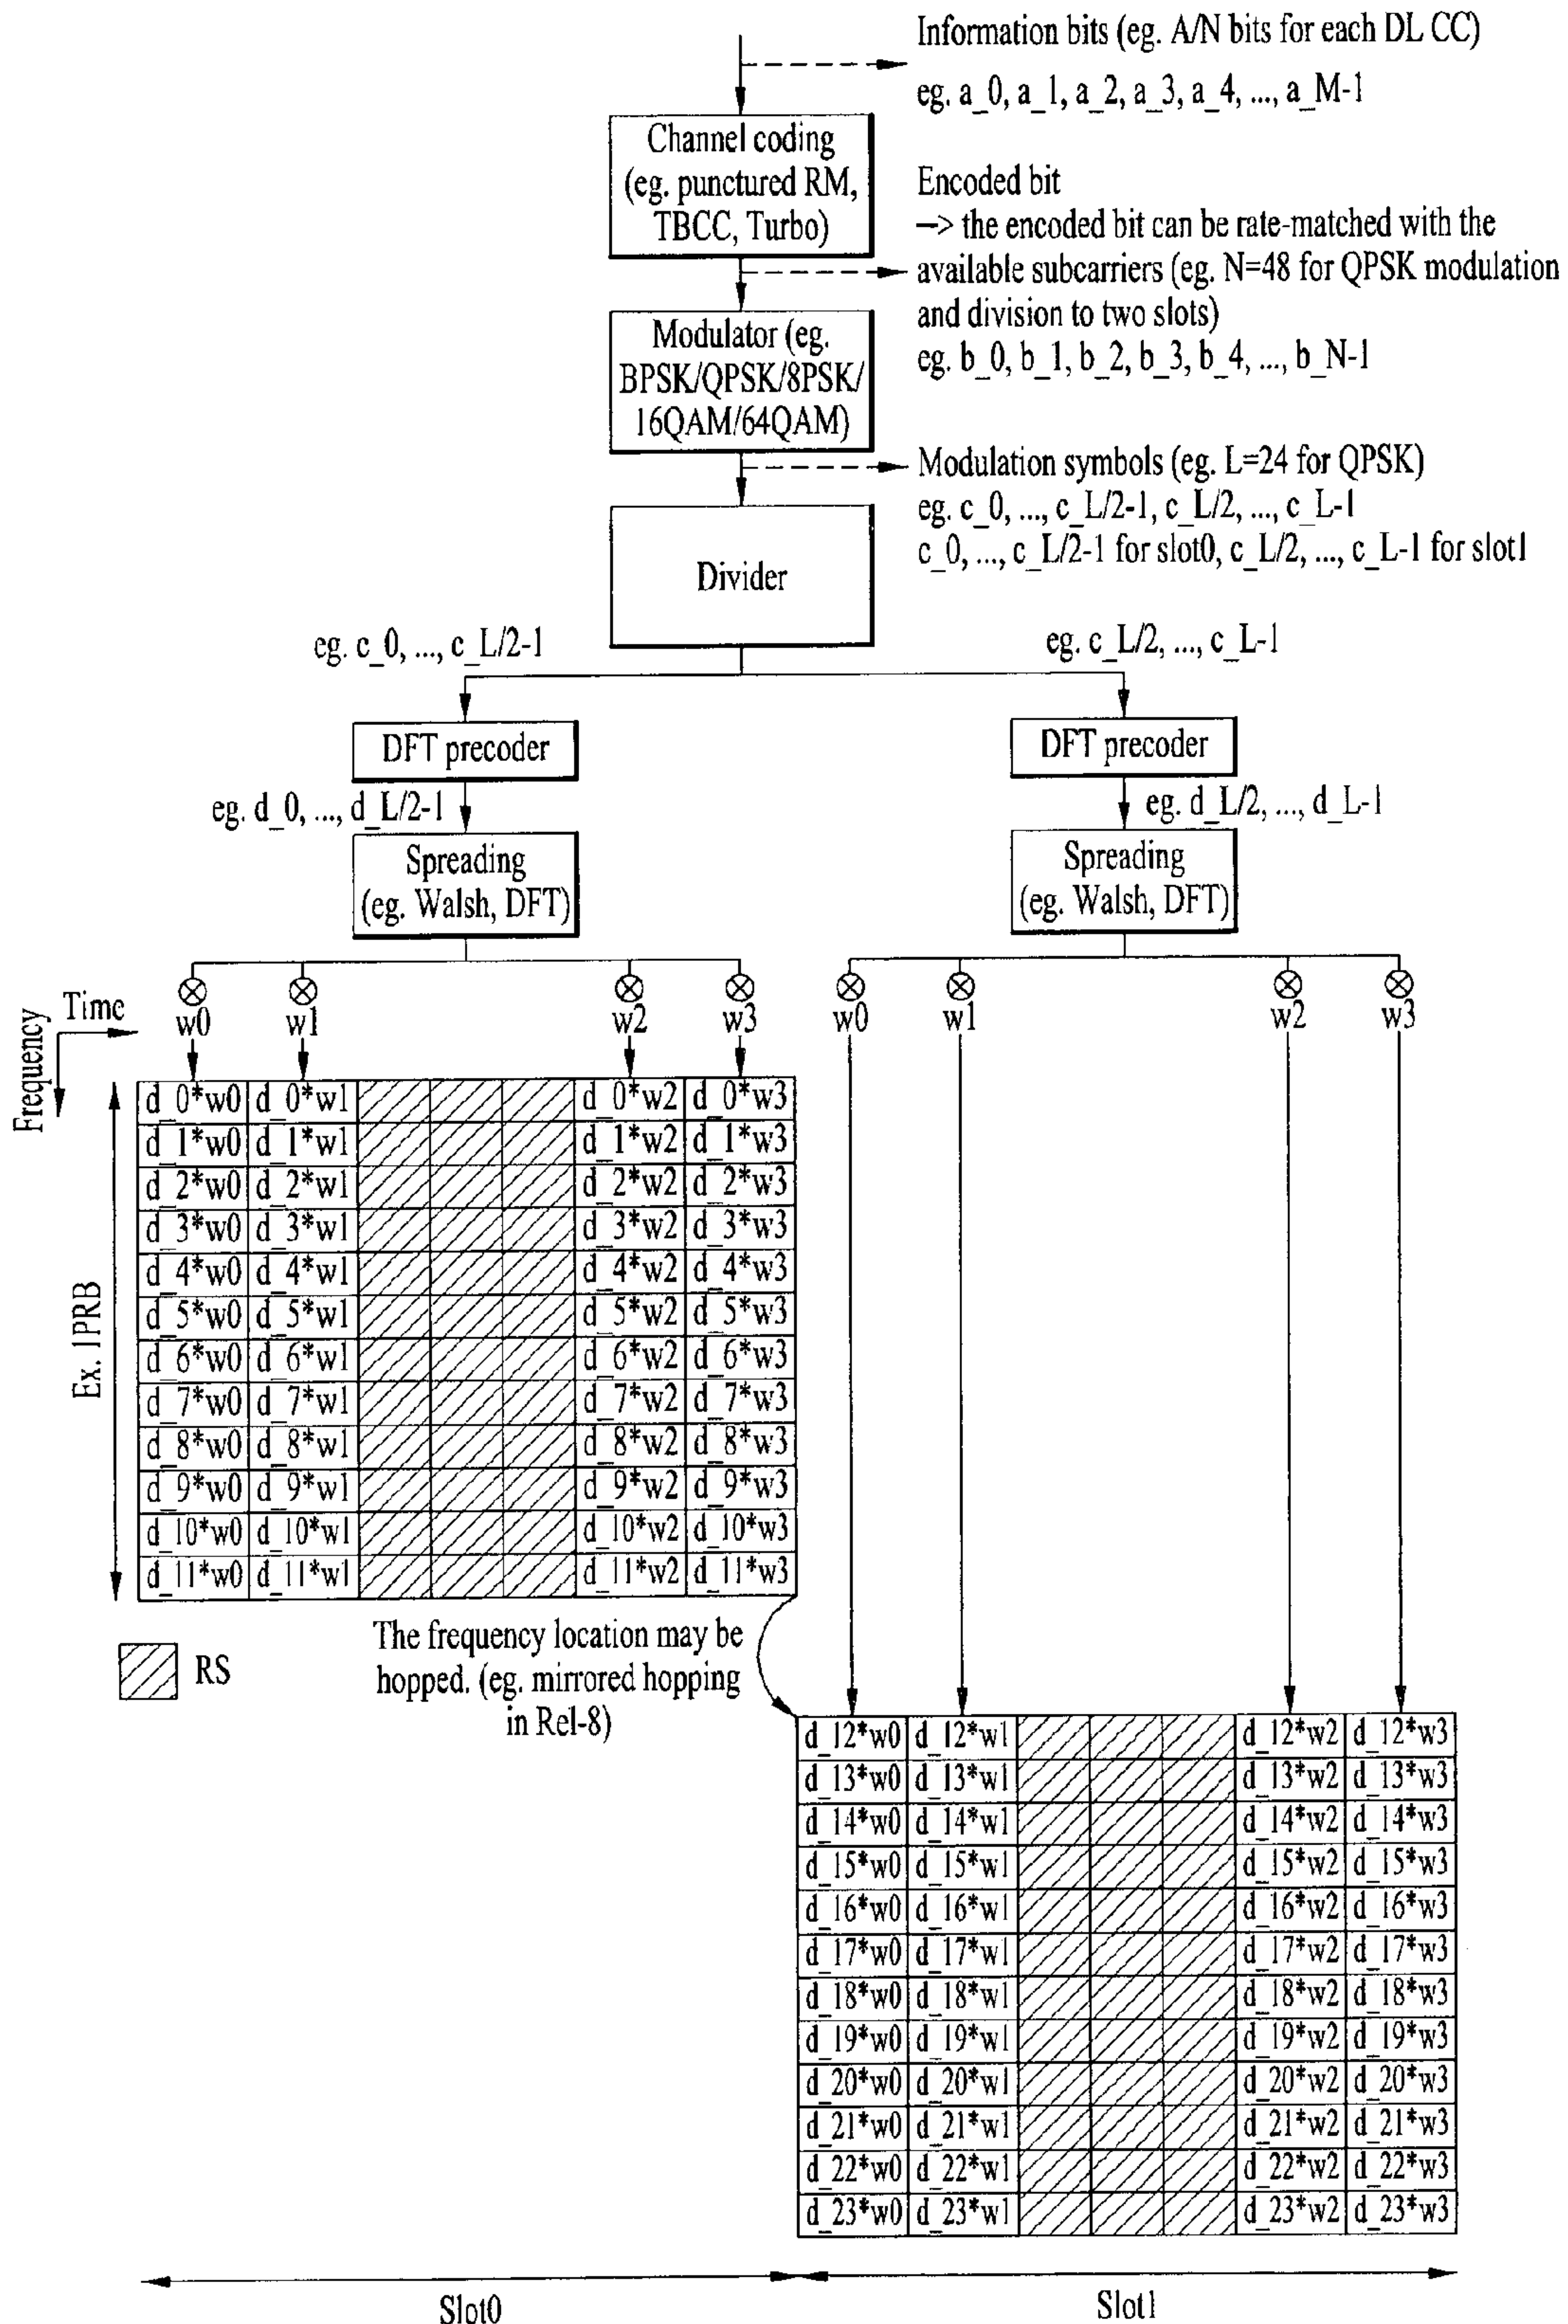 Information bits (eg. A/N bits for each DL CC)
eg. a_0, a_1, a_2, a_3, a_4, ..., a_M-1
Channel coding
(eg. punctured RM,
TBCC, Turbo)
Encoded bit
—> the encoded bit can be rate-matched with the
available subcarriers (eg. N=48 for QPSK modulation
and division to two slots)
eg. b_0, b_1, b_2, b_3, b_4, ..., b_N-1
Modulator (eg.
BPSK/QPSK/8PSK/
16QAM/64QAM)
Modulation symbols (eg. L=24 for QPSK)
eg. c_0, ..., c_L/2-1, c_L/2, ..., c_L-1
c_0, ..., c_L/2-1 for slot0, c_L/2, ..., c_L-1 for slot1
Divider
eg. c_0, ..., c_L/2-1
eg. c_L/2, ..., c_L-1
DFT precoder
DFT precoder
eg. d_0, ..., d_L/2-1
eg. d_L/2, ..., d_L-1
Spreading
(eg. Walsh, DFT)
Spreading
(eg. Walsh, DFT)
Time
Frequency
w0 w1 w2 w3 w0 w1 w2 w3
Ex. 1PRB
d_0*w0 d_0*w1 d_0*w2 d_0*w3
d_1*w0 d_1*w1 d_1*w2 d_1*w3
d_2*w0 d_2*w1 d_2*w2 d_2*w3
d_3*w0 d_3*w1 d_3*w2 d_3*w3
d_4*w0 d_4*w1 d_4*w2 d_4*w3
d_5*w0 d_5*w1 d_5*w2 d_5*w3
d_6*w0 d_6*w1 d_6*w2 d_6*w3
d_7*w0 d_7*w1 d_7*w2 d_7*w3
d_8*w0 d_8*w1 d_8*w2 d_8*w3
d_9*w0 d_9*w1 d_9*w2 d_9*w3
d_10*w0 d_10*w1 d_10*w2 d_10*w3
d_11*w0 d_11*w1 d_11*w2 d_11*w3
RS
The frequency location may be
hopped. (eg. mirrored hopping
in Rel-8)
d_12*w0 d_12*w1 d_12*w2 d_12*w3
d_13*w0 d_13*w1 d_13*w2 d_13*w3
d_14*w0 d_14*w1 d_14*w2 d_14*w3
d_15*w0 d_15*w1 d_15*w2 d_15*w3
d_16*w0 d_16*w1 d_16*w2 d_16*w3
d_17*w0 d_17*w1 d_17*w2 d_17*w3
d_18*w0 d_18*w1 d_18*w2 d_18*w3
d_19*w0 d_19*w1 d_19*w2 d_19*w3
d_20*w0 d_20*w1 d_20*w2 d_20*w3
d_21*w0 d_21*w1 d_21*w2 d_21*w3
d_22*w0 d_22*w1 d_22*w2 d_22*w3
d_23*w0 d_23*w1 d_23*w2 d_23*w3
Slot0
Slot1